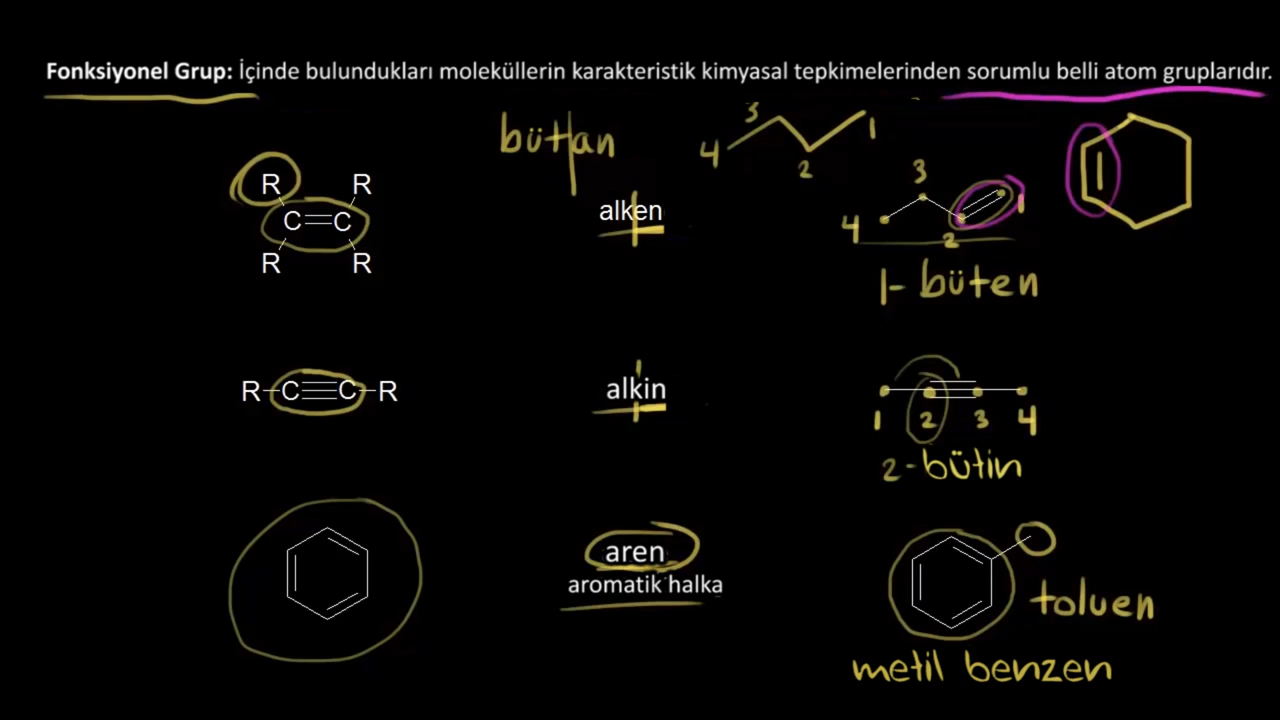 Fonksiyonel Grup: İçinde bulundukları moleküllerin karakteristik kimyasal tepkimelerinden sorumlu belli atom gruplarıdır.
bütan
4 3 2 1
R R
C C
R R
alken
4 3 2 1
1- büten
R C C R
alkin
1 2 3 4
2-bütin
aren
aromatik halka
toluen
metil benzen